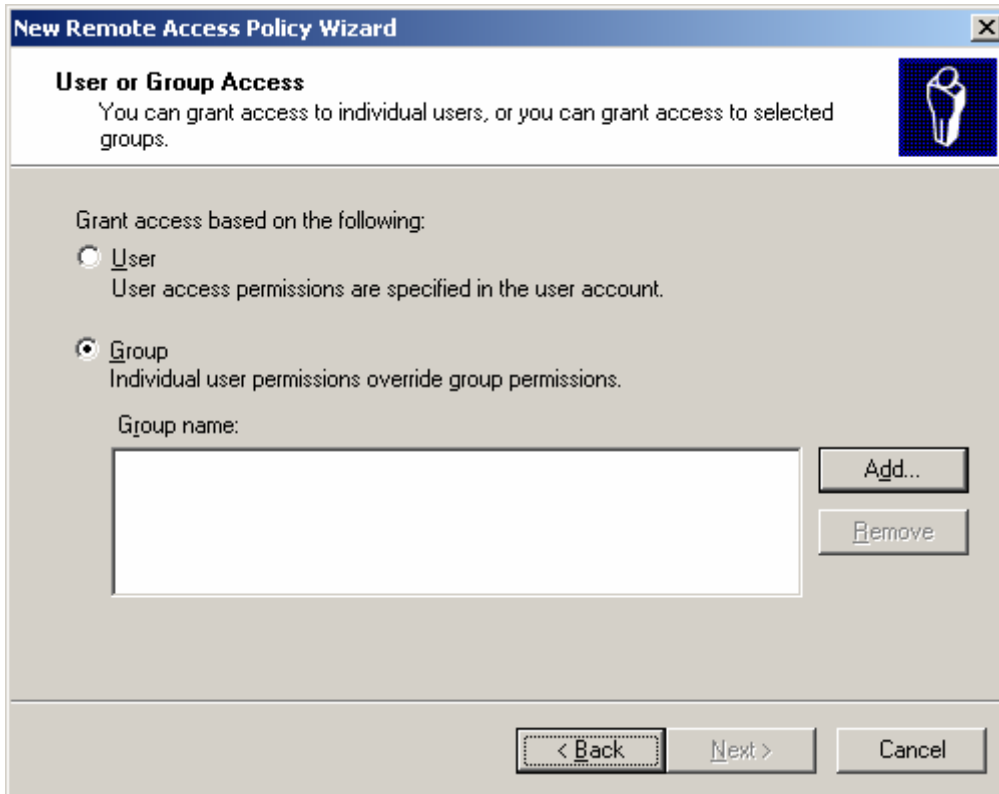 New Remote Access Policy Wizard
User or Group Access
You can grant access to individual users, or you can grant access to selected
groups.
Grant access based on the following:
User
User access permissions are specified in the user account.
Group
Individual user permissions override group permissions.
Group name:
Add...
Remove
< Back
Next >
Cancel